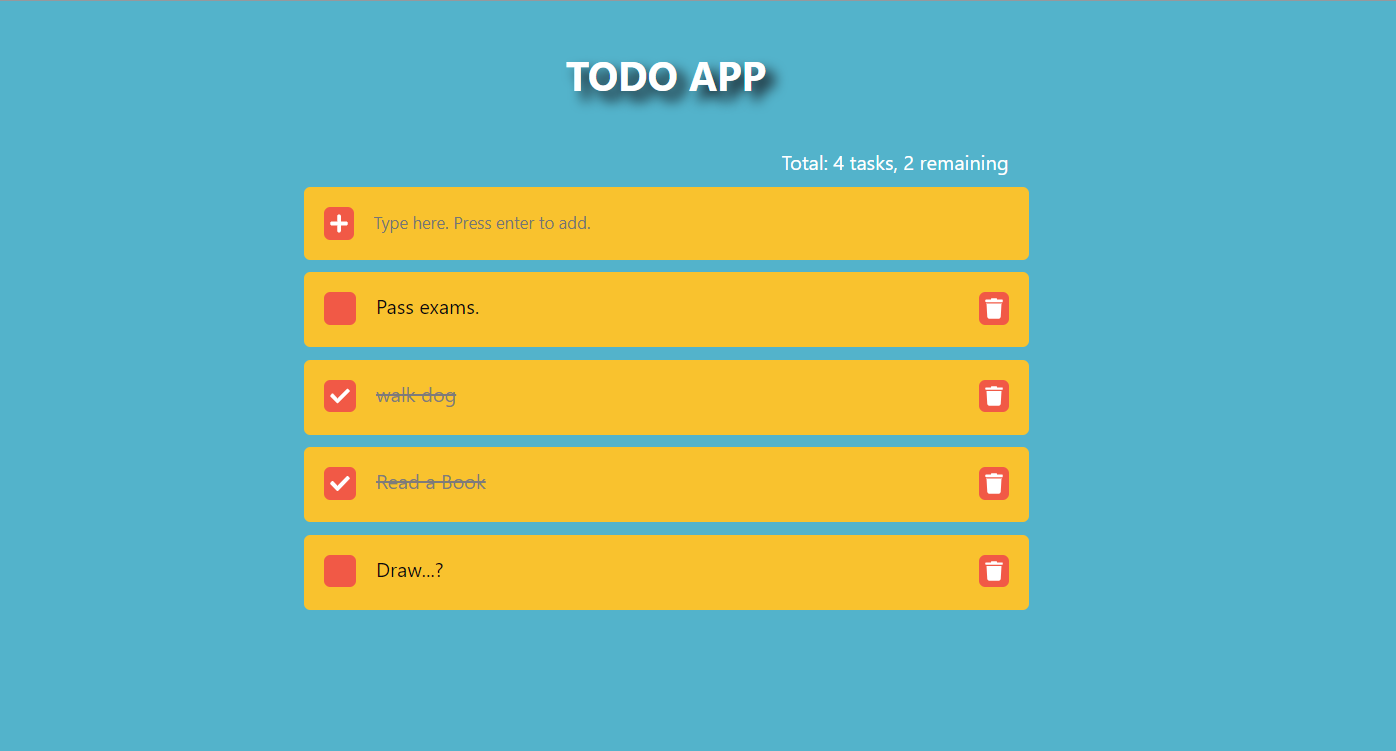 TODO APP
Total: 4 tasks, 2 remaining
Type here. Press enter to add.
Pass exams.
walk dog
Read a Book
Draw...?